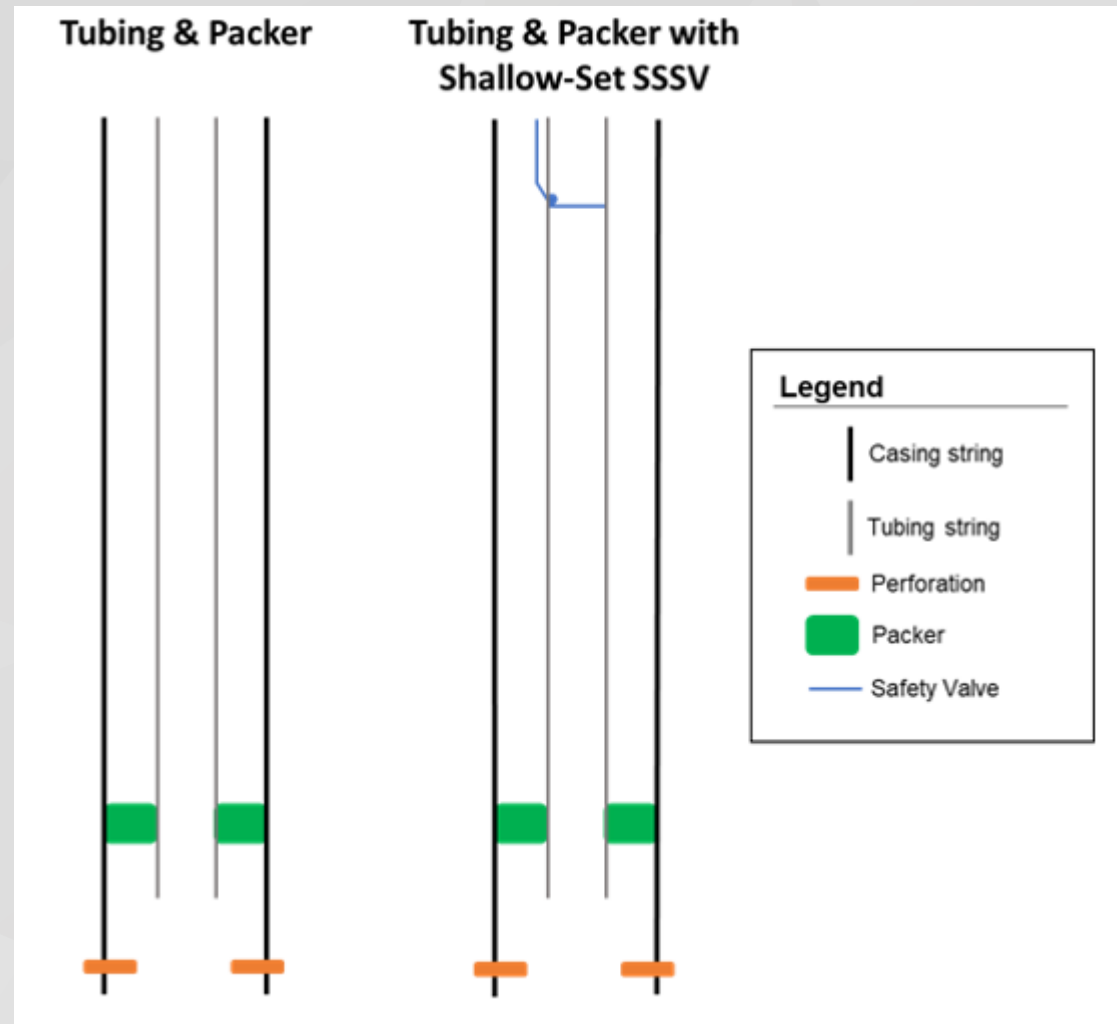 Tubing & Packer
Tubing & Packer with
Shallow-Set SSSV
Legend
Casing string
Tubing string
Perforation
Packer
Safety Valve